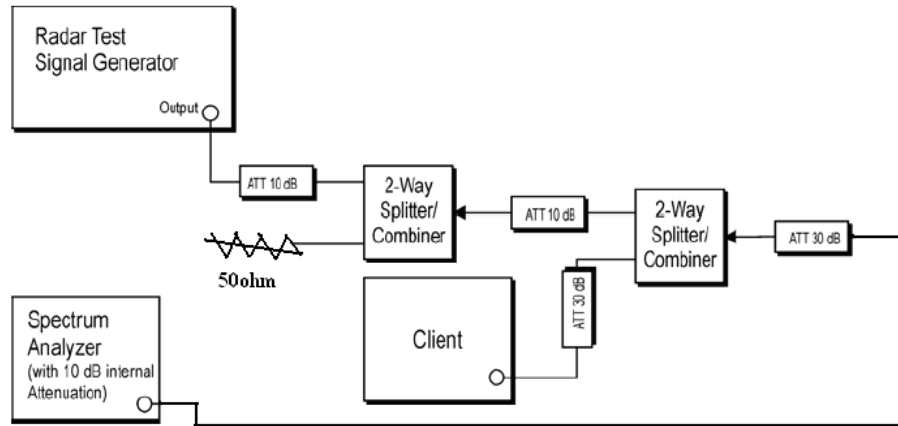 Radar Test
Signal Generator
Output
ATT 10 dB
2-Way
Splitter/
Combiner
ATT 10 dB
2-Way
Splitter/
Combiner
ATT 30 dB
50ohm
ATT 30 dB
Spectrum
Analyzer
(with 10 dB internal
Attenuation)
Client